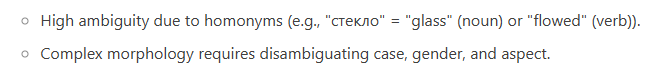 High ambiguity due to homonyms (e.g., "стекло" = "glass" (noun) or "flowed" (verb)).
Complex morphology requires disambiguating case, gender, and aspect.